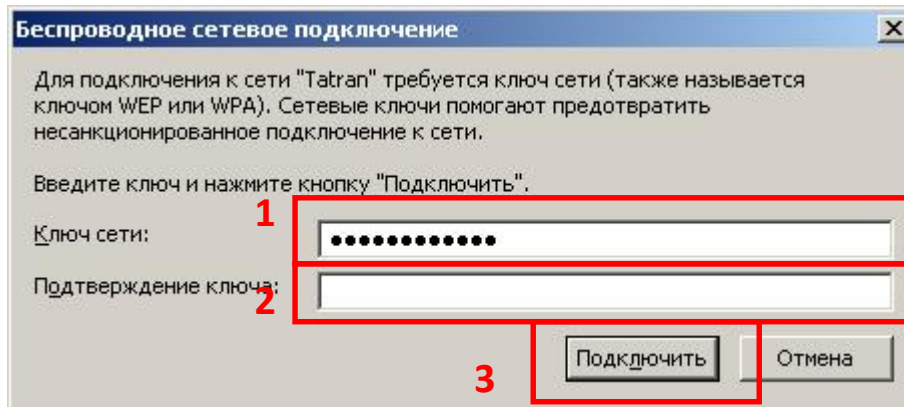 Беспроводное сетевое подключение
Для подключения к сети "Tatran" требуется ключ сети (также называется
ключом WEP или WPA). Сетевые ключи помогают предотвратить
несанкционированное подключение к сети.
Введите ключ и нажмите кнопку "Подключить".
1
Ключ сети: ●●●●●●●●●●●●
Подтверждение ключа:
2
Подключить Отмена
3